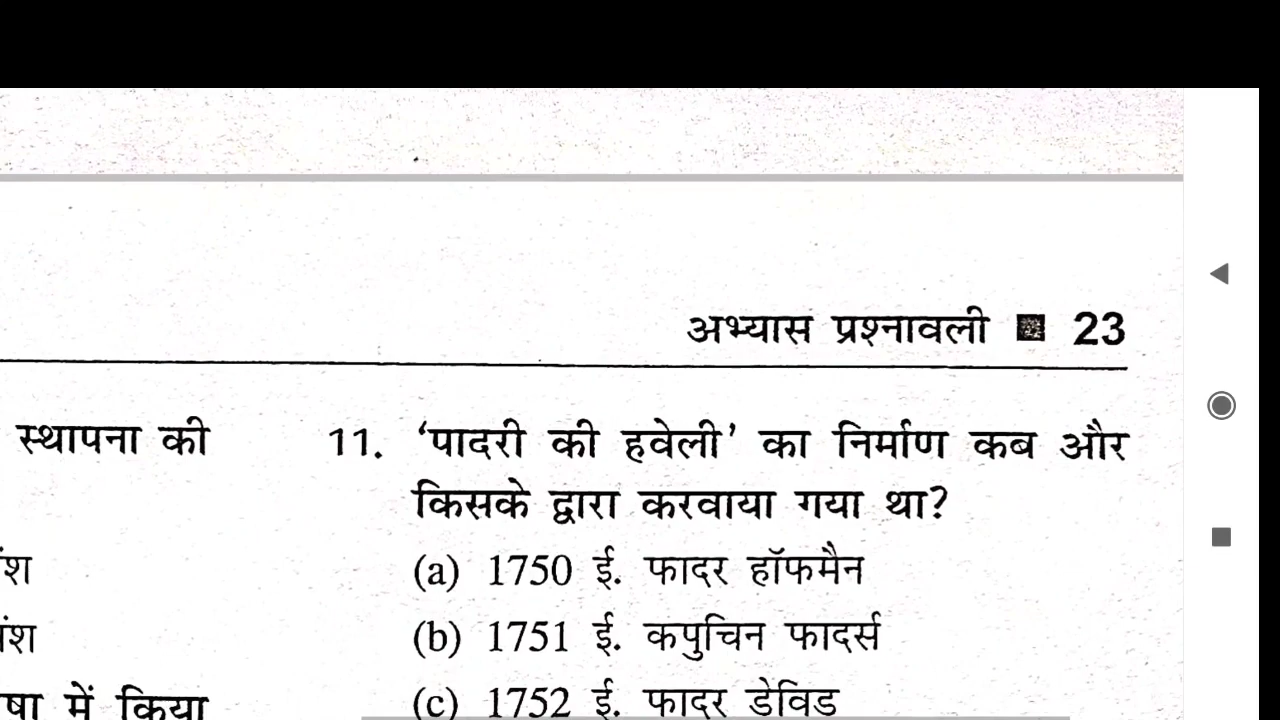 अभ्यास प्रश्नावली 23
स्थापना की
11. ‘पादरी की हवेली’ का निर्माण कब और
किसके द्वारा करवाया गया था?
(a) 1750 ई. फादर हॉफमैन
(b) 1751 ई. कपुचिन फादर्स
में किया
(c) 1752 ई. फादर डेविड